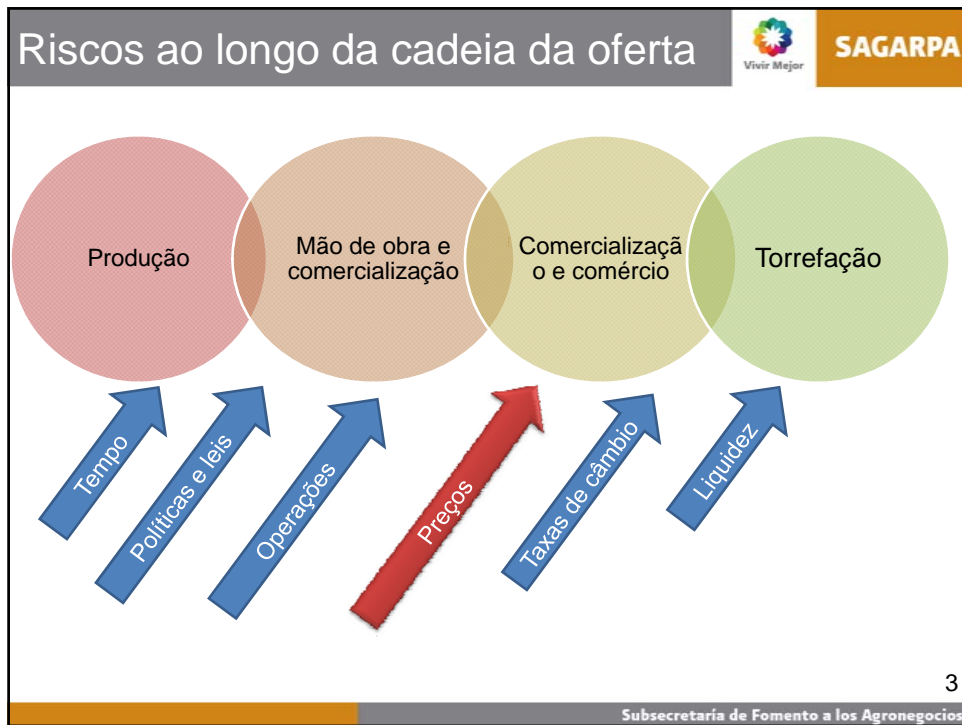 Riscos ao longo da cadeia da oferta
Vivir Mejor
SAGARPA
Produção
Mão de obra e
comercialização
Comercializaçã
o e comércio
Torrefação
Tempo
Políticas e leis
Operações
Preços
Taxas de câmbio
Liquidez
3
Subsecretaría de Fomento a los Agronegocios